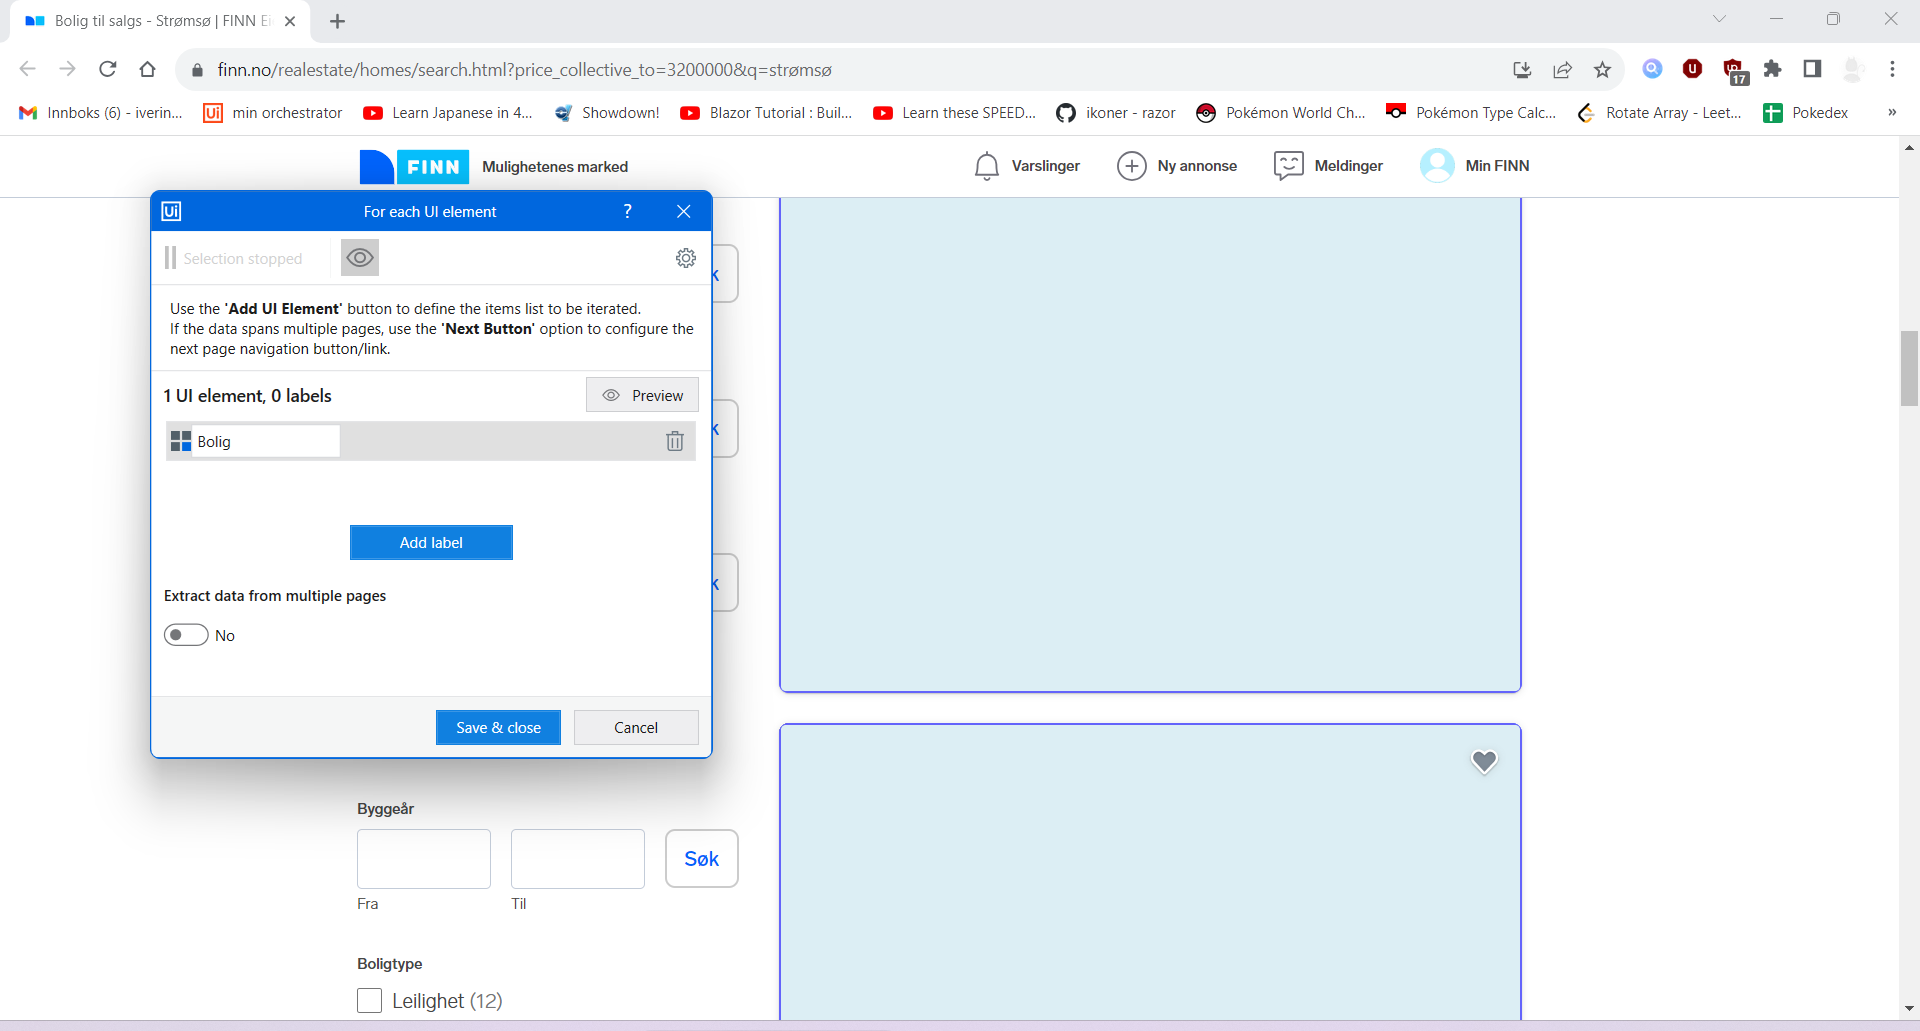 Bolig til salgs - Strømsø | FINN Ei
finn.no/realestate/homes/search.html?price_collective_to=3200000&q=strømsø
17
Innboks (6) - iverin...
min orchestrator
Learn Japanese in 4...
Showdown!
Blazor Tutorial : Buil...
Learn these SPEED...
ikoner - razor
Pokémon World Ch...
Pokémon Type Calc...
Rotate Array - Leet...
Pokedex
»
FINN
Mulighetenes marked
Varslinger
Ny annonse
Meldinger
Min FINN
Ui
For each UI element
?
Selection stopped
Use the 'Add UI Element' button to define the items list to be iterated.
If the data spans multiple pages, use the 'Next Button' option to configure the
next page navigation button/link.
1 UI element, 0 labels
Preview
Bolig
Add label
Extract data from multiple pages
No
Save & close
Cancel
k
k
k
Byggeår
Søk
Fra
Til
Boligtype
Leilighet (12)